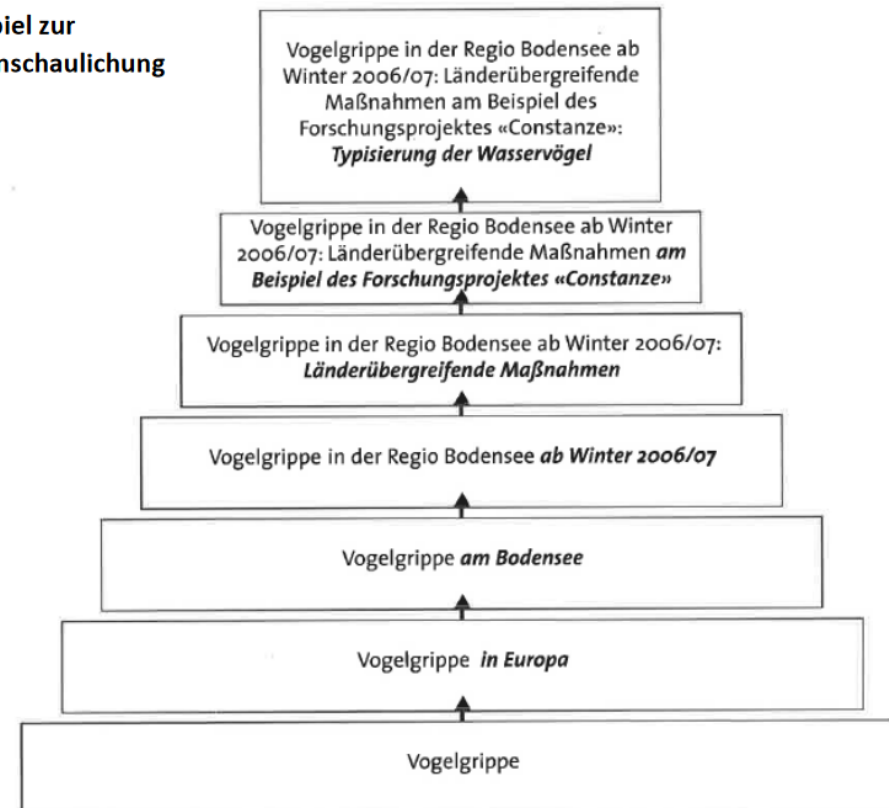 iel zur
nschaulichung
Vogelgrippe in der Regio Bodensee ab
Winter 2006/07: Länderübergreifende
Maßnahmen am Beispiel des
Forschungsprojektes «Constanze»:
Typisierung der Wasservögel
Vogelgrippe in der Regio Bodensee ab Winter
2006/07: Länderübergreifende Maßnahmen am
Beispiel des Forschungsprojektes «Constanze»
Vogelgrippe in der Regio Bodensee ab Winter 2006/07:
Länderübergreifende Maßnahmen
Vogelgrippe in der Regio Bodensee ab Winter 2006/07
Vogelgrippe am Bodensee
Vogelgrippe in Europa
Vogelgrippe